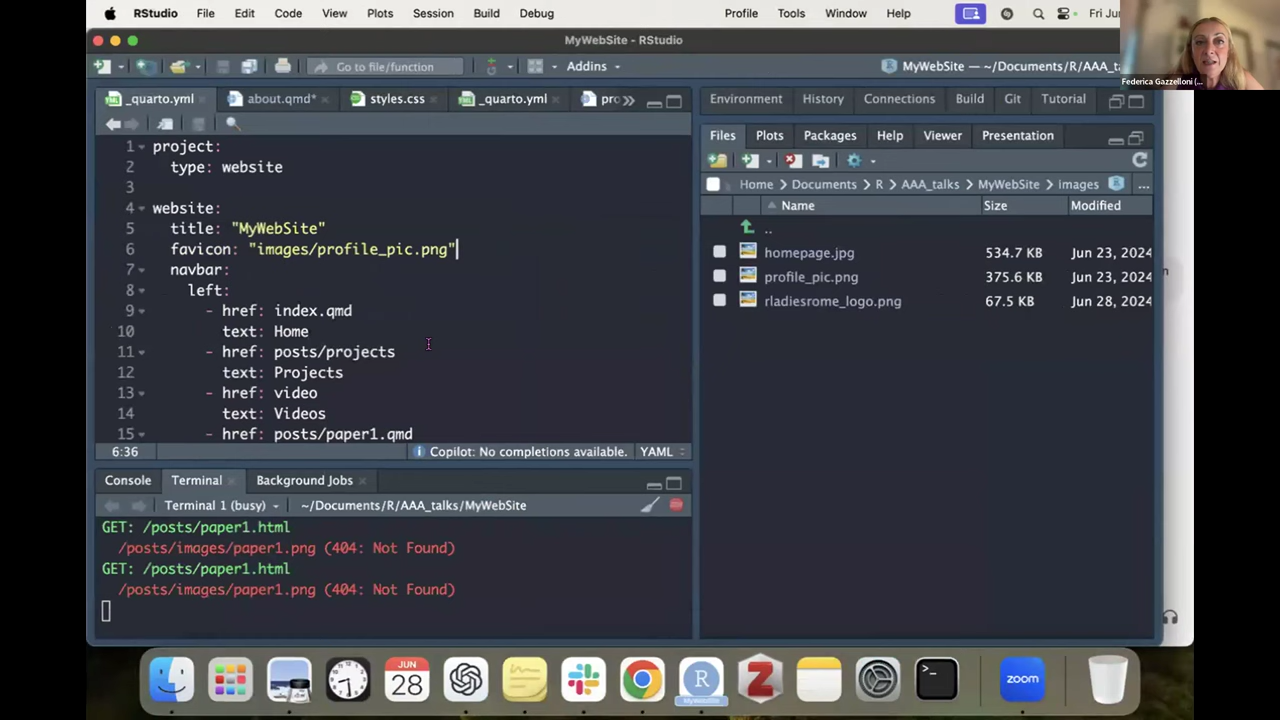 RStudio File Edit Code View Plots Session Build Debug Profile Tools Window Help Fri Jun
MyWebSite - RStudio
Federica Gazzelloni (...
Go to file/function Addins MyWebSite — ~/Documents/R/AAA_ta...
_quarto.yml about.qmd* styles.css _quarto.yml pro
Environment History Connections Build Git Tutorial
Files Plots Packages Help Viewer Presentation
Home Documents R AAA_talks MyWebSite images ...
Name Size Modified
..
homepage.jpg 534.7 KB Jun 23, 2024
profile_pic.png 375.6 KB Jun 23, 2024
rladiesrome_logo.png 67.5 KB Jun 28, 2024
1 project:
2 type: website
3
4 website:
5 title: "MyWebSite"
6 favicon: "images/profile_pic.png"
7 navbar:
8 left:
9 - href: index.qmd
10 text: Home
11 - href: posts/projects
12 text: Projects
13 - href: video
14 text: Videos
15 - href: posts/paper1.qmd
6:36 Copilot: No completions available. YAML
Console Terminal Background Jobs
Terminal 1 (busy) ~/Documents/R/AAA_talks/MyWebSite
GET: /posts/paper1.html
/posts/images/paper1.png (404: Not Found)
GET: /posts/paper1.html
/posts/images/paper1.png (404: Not Found)
JUN
28
R
MyWebSite
Z
>_
zoom